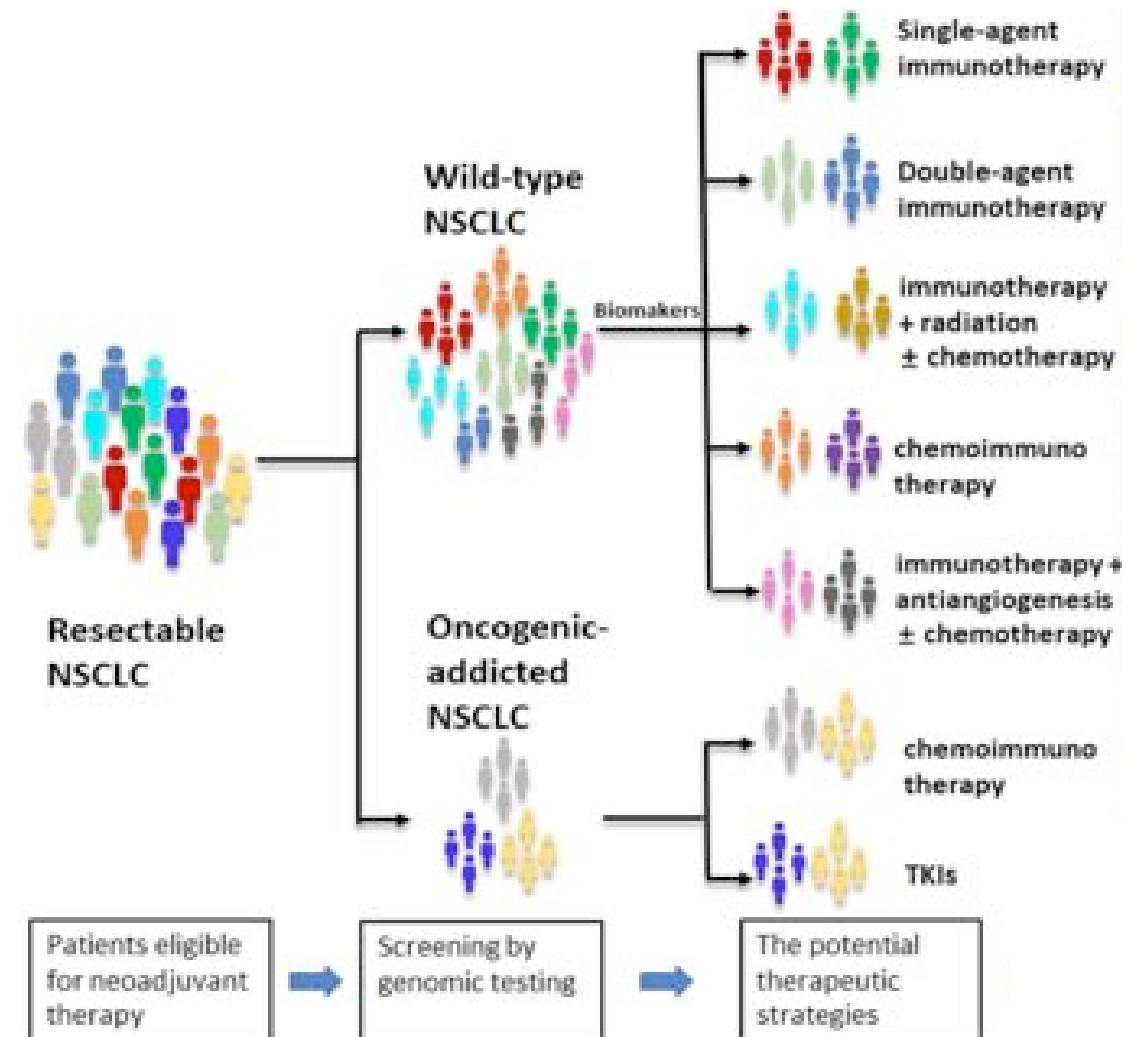 Resectable
NSCLC
Wild-type
NSCLC
Oncogenic-
addicted
NSCLC
Biomakers
Single-agent
immunotherapy
Double-agent
immunotherapy
immunotherapy
+ radiation
± chemotherapy
chemoimmuno
therapy
immunotherapy +
antiangiogenesis
± chemotherapy
chemoimmuno
therapy
TKIs
Patients eligible
for neoadjuvant
therapy
Screening by
genomic testing
The potential
therapeutic
strategies